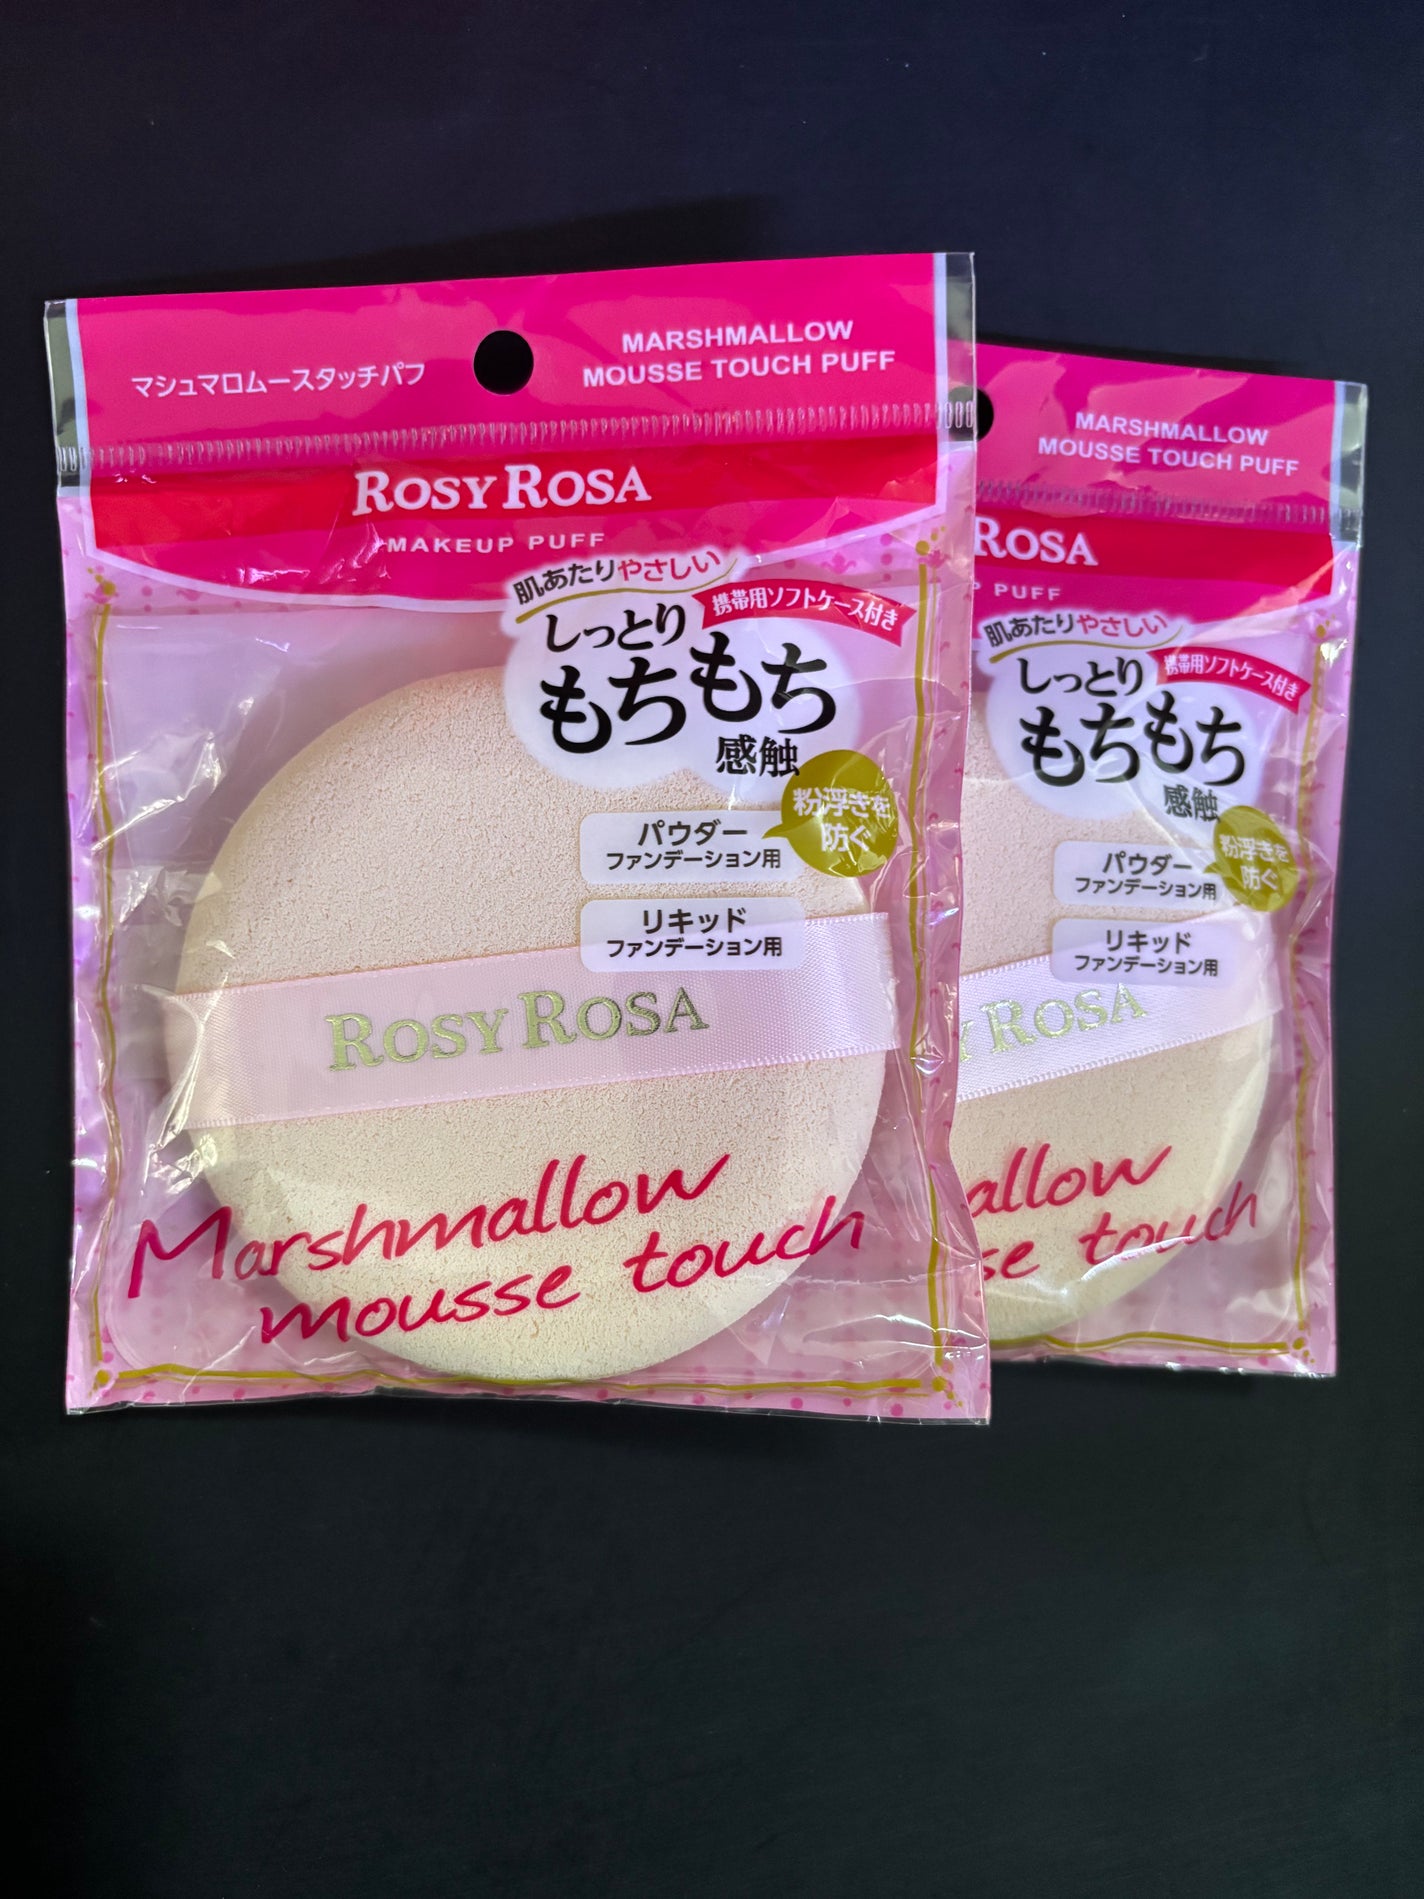 マシュマロムースタッチパフ
MARSHMALLOW
MOUSSE TOUCH PUFF
ROSY ROSA
MAKEUP PUFF
肌あたりやさしい
携帯用ソフトケース付き
しっとり
もちもち
感触
粉浮きを
防ぐ
パウダー
ファンデーション用
リキッド
ファンデーション用
ROSY ROSA
Marshmallow
mousse touch
MARSHMALLOW
MOUSSE TOUCH PUFF
ROSA
PUFF
肌あたりやさしい
携帯用ソフトケース付き
しっとり
もちもち
感触
粉浮きを
防ぐ
パウダー
ファンデーション用
リキッド
ファンデーション用
Y ROSA
allow
se touch